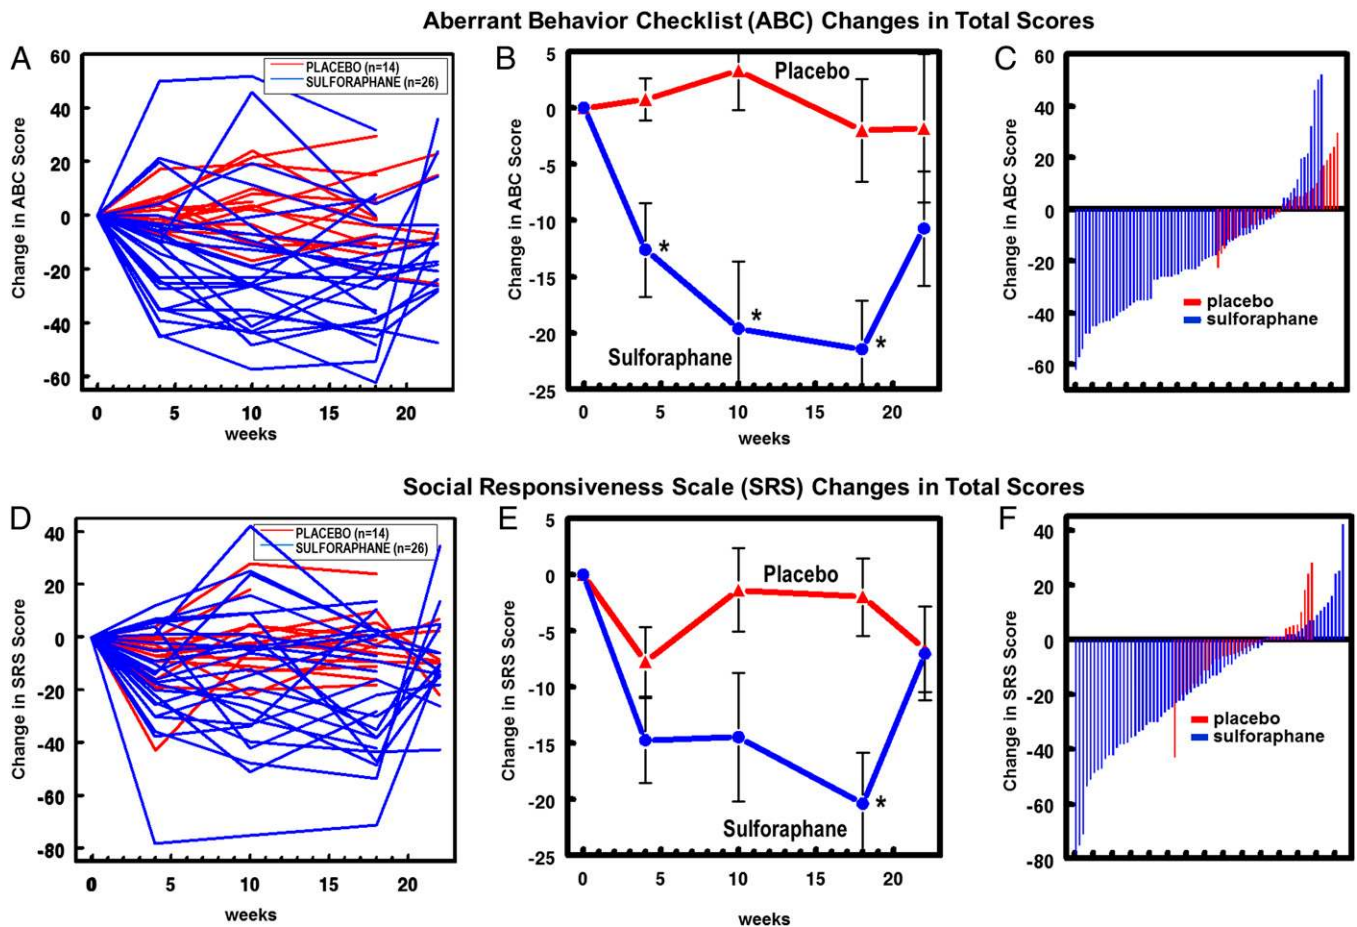 Aberrant Behavior Checklist (ABC) Changes in Total Scores
A
60
40
20
0
-20
-40
-60
Change in ABC Score
PLACEBO (n=14)
SULFORAPHANE (n=26)
0 5 10 15 20
weeks
B
5
0
-5
-10
-15
-20
-25
Change in ABC Score
Placebo
*
*
*
Sulforaphane
0 5 10 15 20
weeks
C
60
40
20
0
-20
-40
-60
Change in ABC Score
placebo
sulforaphane
Social Responsiveness Scale (SRS) Changes in Total Scores
D
40
20
0
-20
-40
-60
-80
Change in SRS Score
PLACEBO (n=14)
SULFORAPHANE (n=26)
0 5 10 15 20
weeks
E
5
0
-5
-10
-15
-20
-25
Change in SRS Score
Placebo
*
Sulforaphane
0 5 10 15 20
weeks
F
40
20
0
-20
-40
-60
-80
Change in SRS Score
placebo
sulforaphane